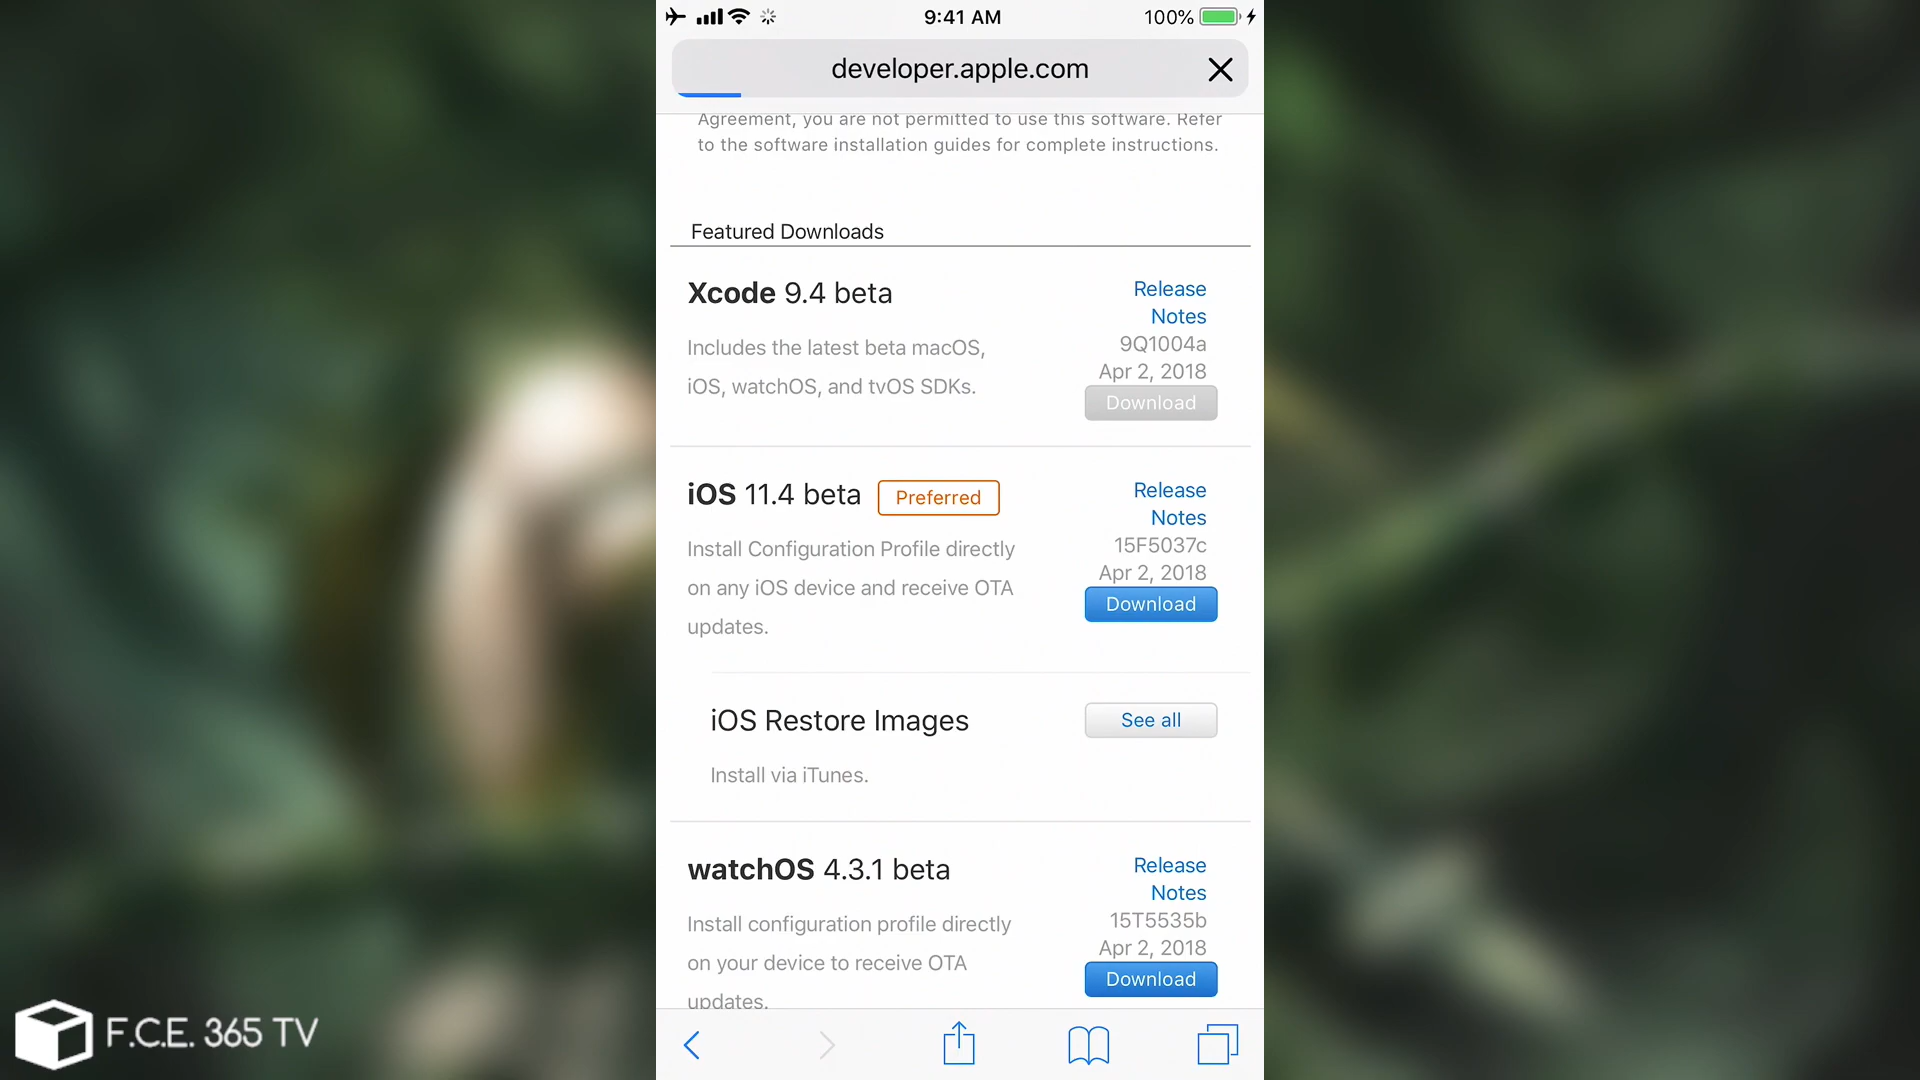 9:41 AM
100%
developer.apple.com
Agreement, you are not permitted to use this software. Refer
to the software installation guides for complete instructions.
Featured Downloads
Xcode 9.4 beta
Includes the latest beta macOS,
iOS, watchOS, and tvOS SDKs.
Release
Notes
9Q1004a
Apr 2, 2018
Download
iOS 11.4 beta
Preferred
Install Configuration Profile directly
on any iOS device and receive OTA
updates.
Release
Notes
15F5037c
Apr 2, 2018
Download
iOS Restore Images
Install via iTunes.
See all
watchOS 4.3.1 beta
Install configuration profile directly
on your device to receive OTA
updates.
Release
Notes
15T5535b
Apr 2, 2018
Download
F.C.E. 365 TV